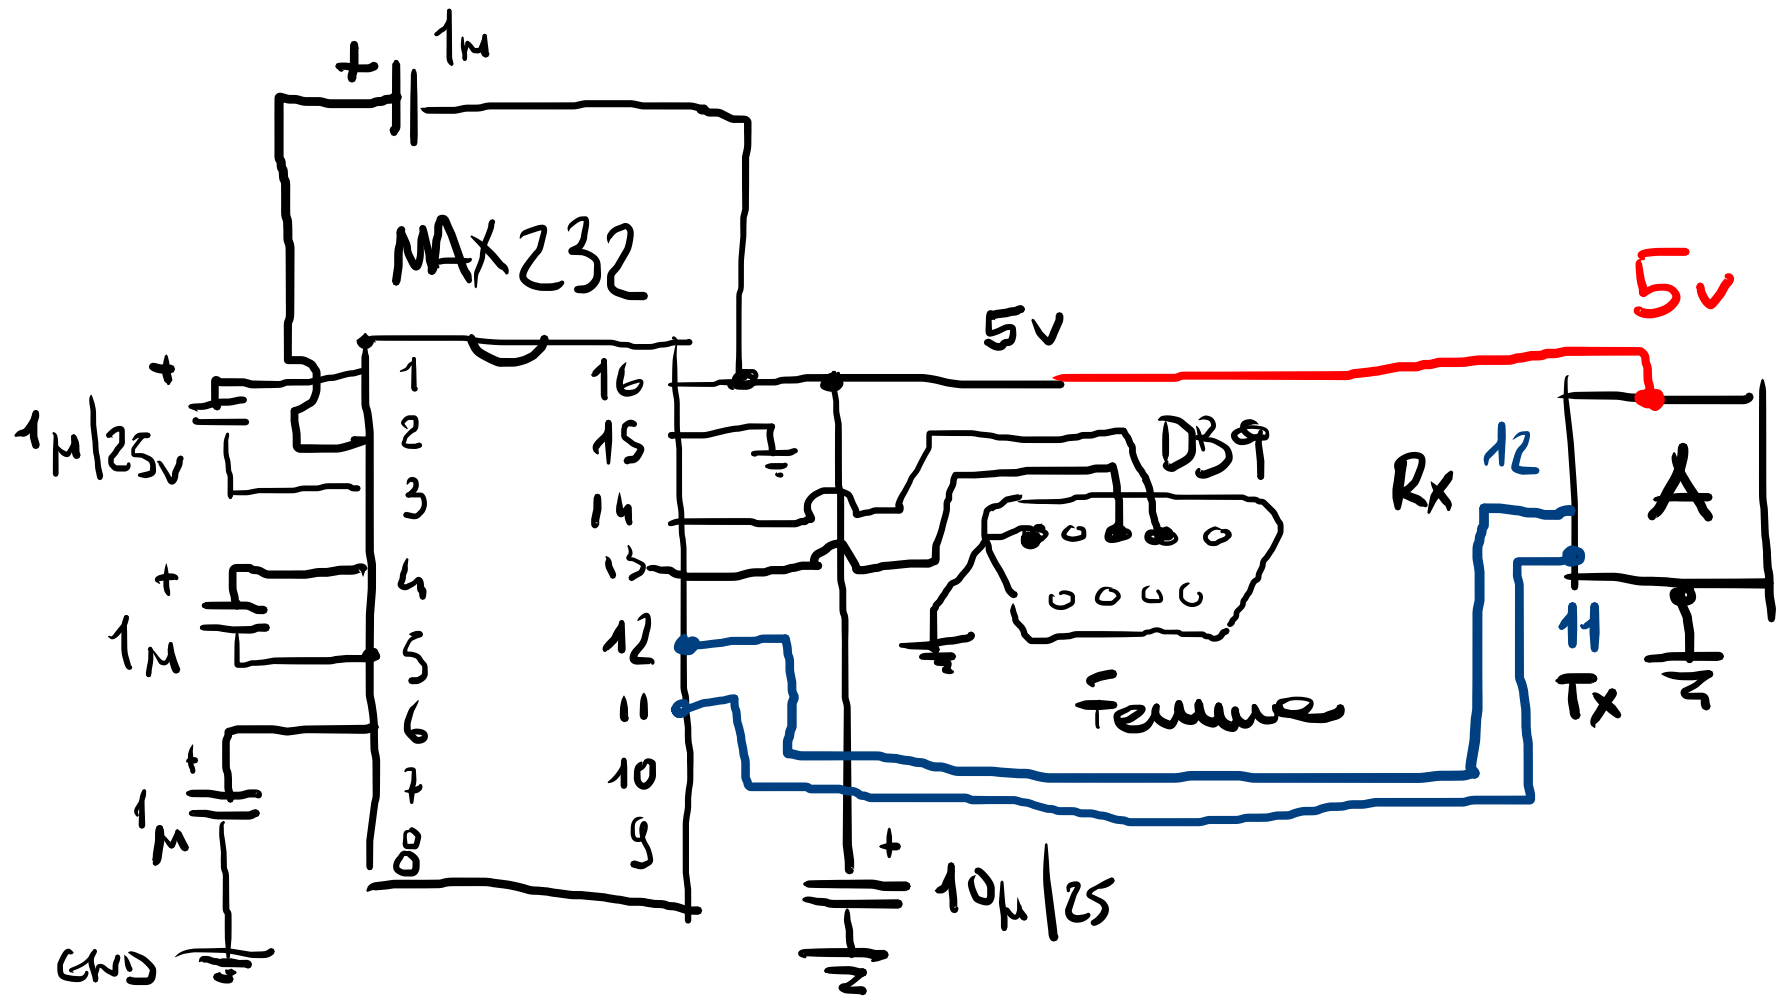 + 1μ
MAX232
5v
5v
+
1μ/25v
1 16
2 15
3 14
4 13
5 12
6 11
7 10
8 9
DB9
Rx 12
A
+
1μ
11
Tx
Femme
+
1μ
+
10μ/25
GND